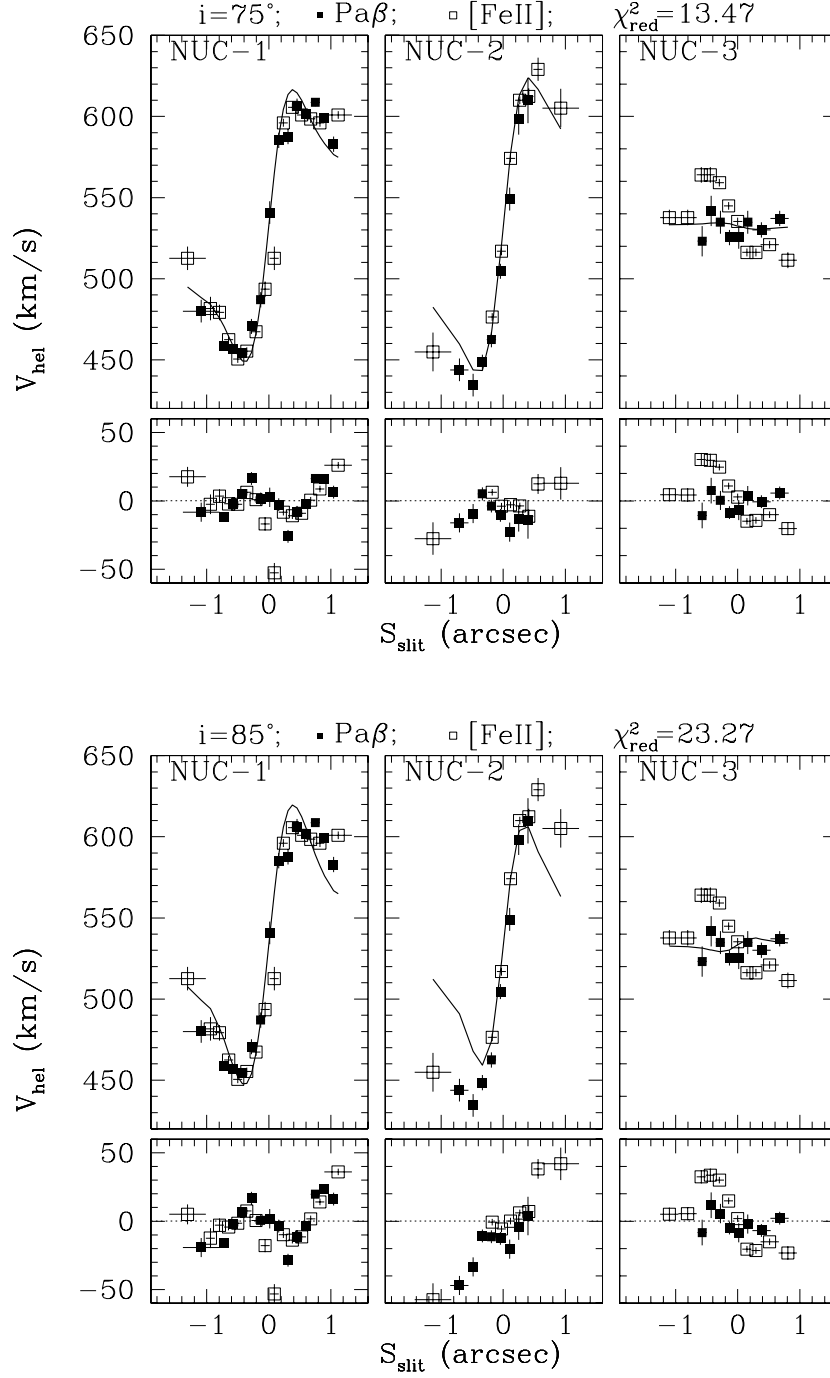 i=75°; Paβ; [FeII]; χ²red=13.47
NUC-1 NUC-2 NUC-3
650
600
550
500
450
Vhel (km/s)
50
0
−50
−1 0 1 −1 0 1 −1 0 1
Sslit (arcsec)
i=85°; Paβ; [FeII]; χ²red=23.27
NUC-1 NUC-2 NUC-3
650
600
550
500
450
Vhel (km/s)
50
0
−50
−1 0 1 −1 0 1 −1 0 1
Sslit (arcsec)